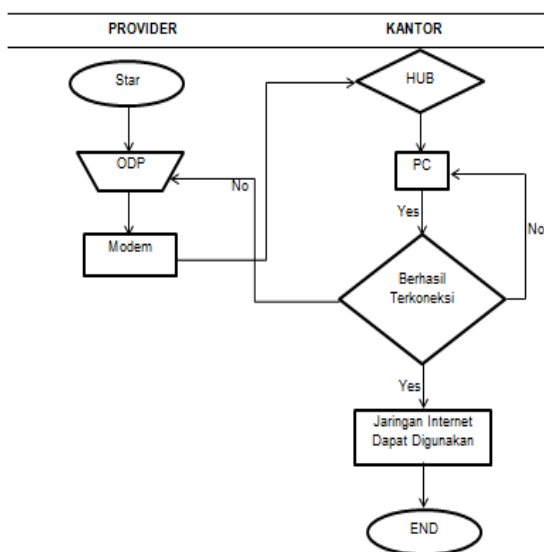 PROVIDER
KANTOR
Star
HUB
ODP
No
PC
Yes
No
Modem
Berhasil
Terkoneksi
Yes
Jaringan Internet
Dapat Digunakan
END